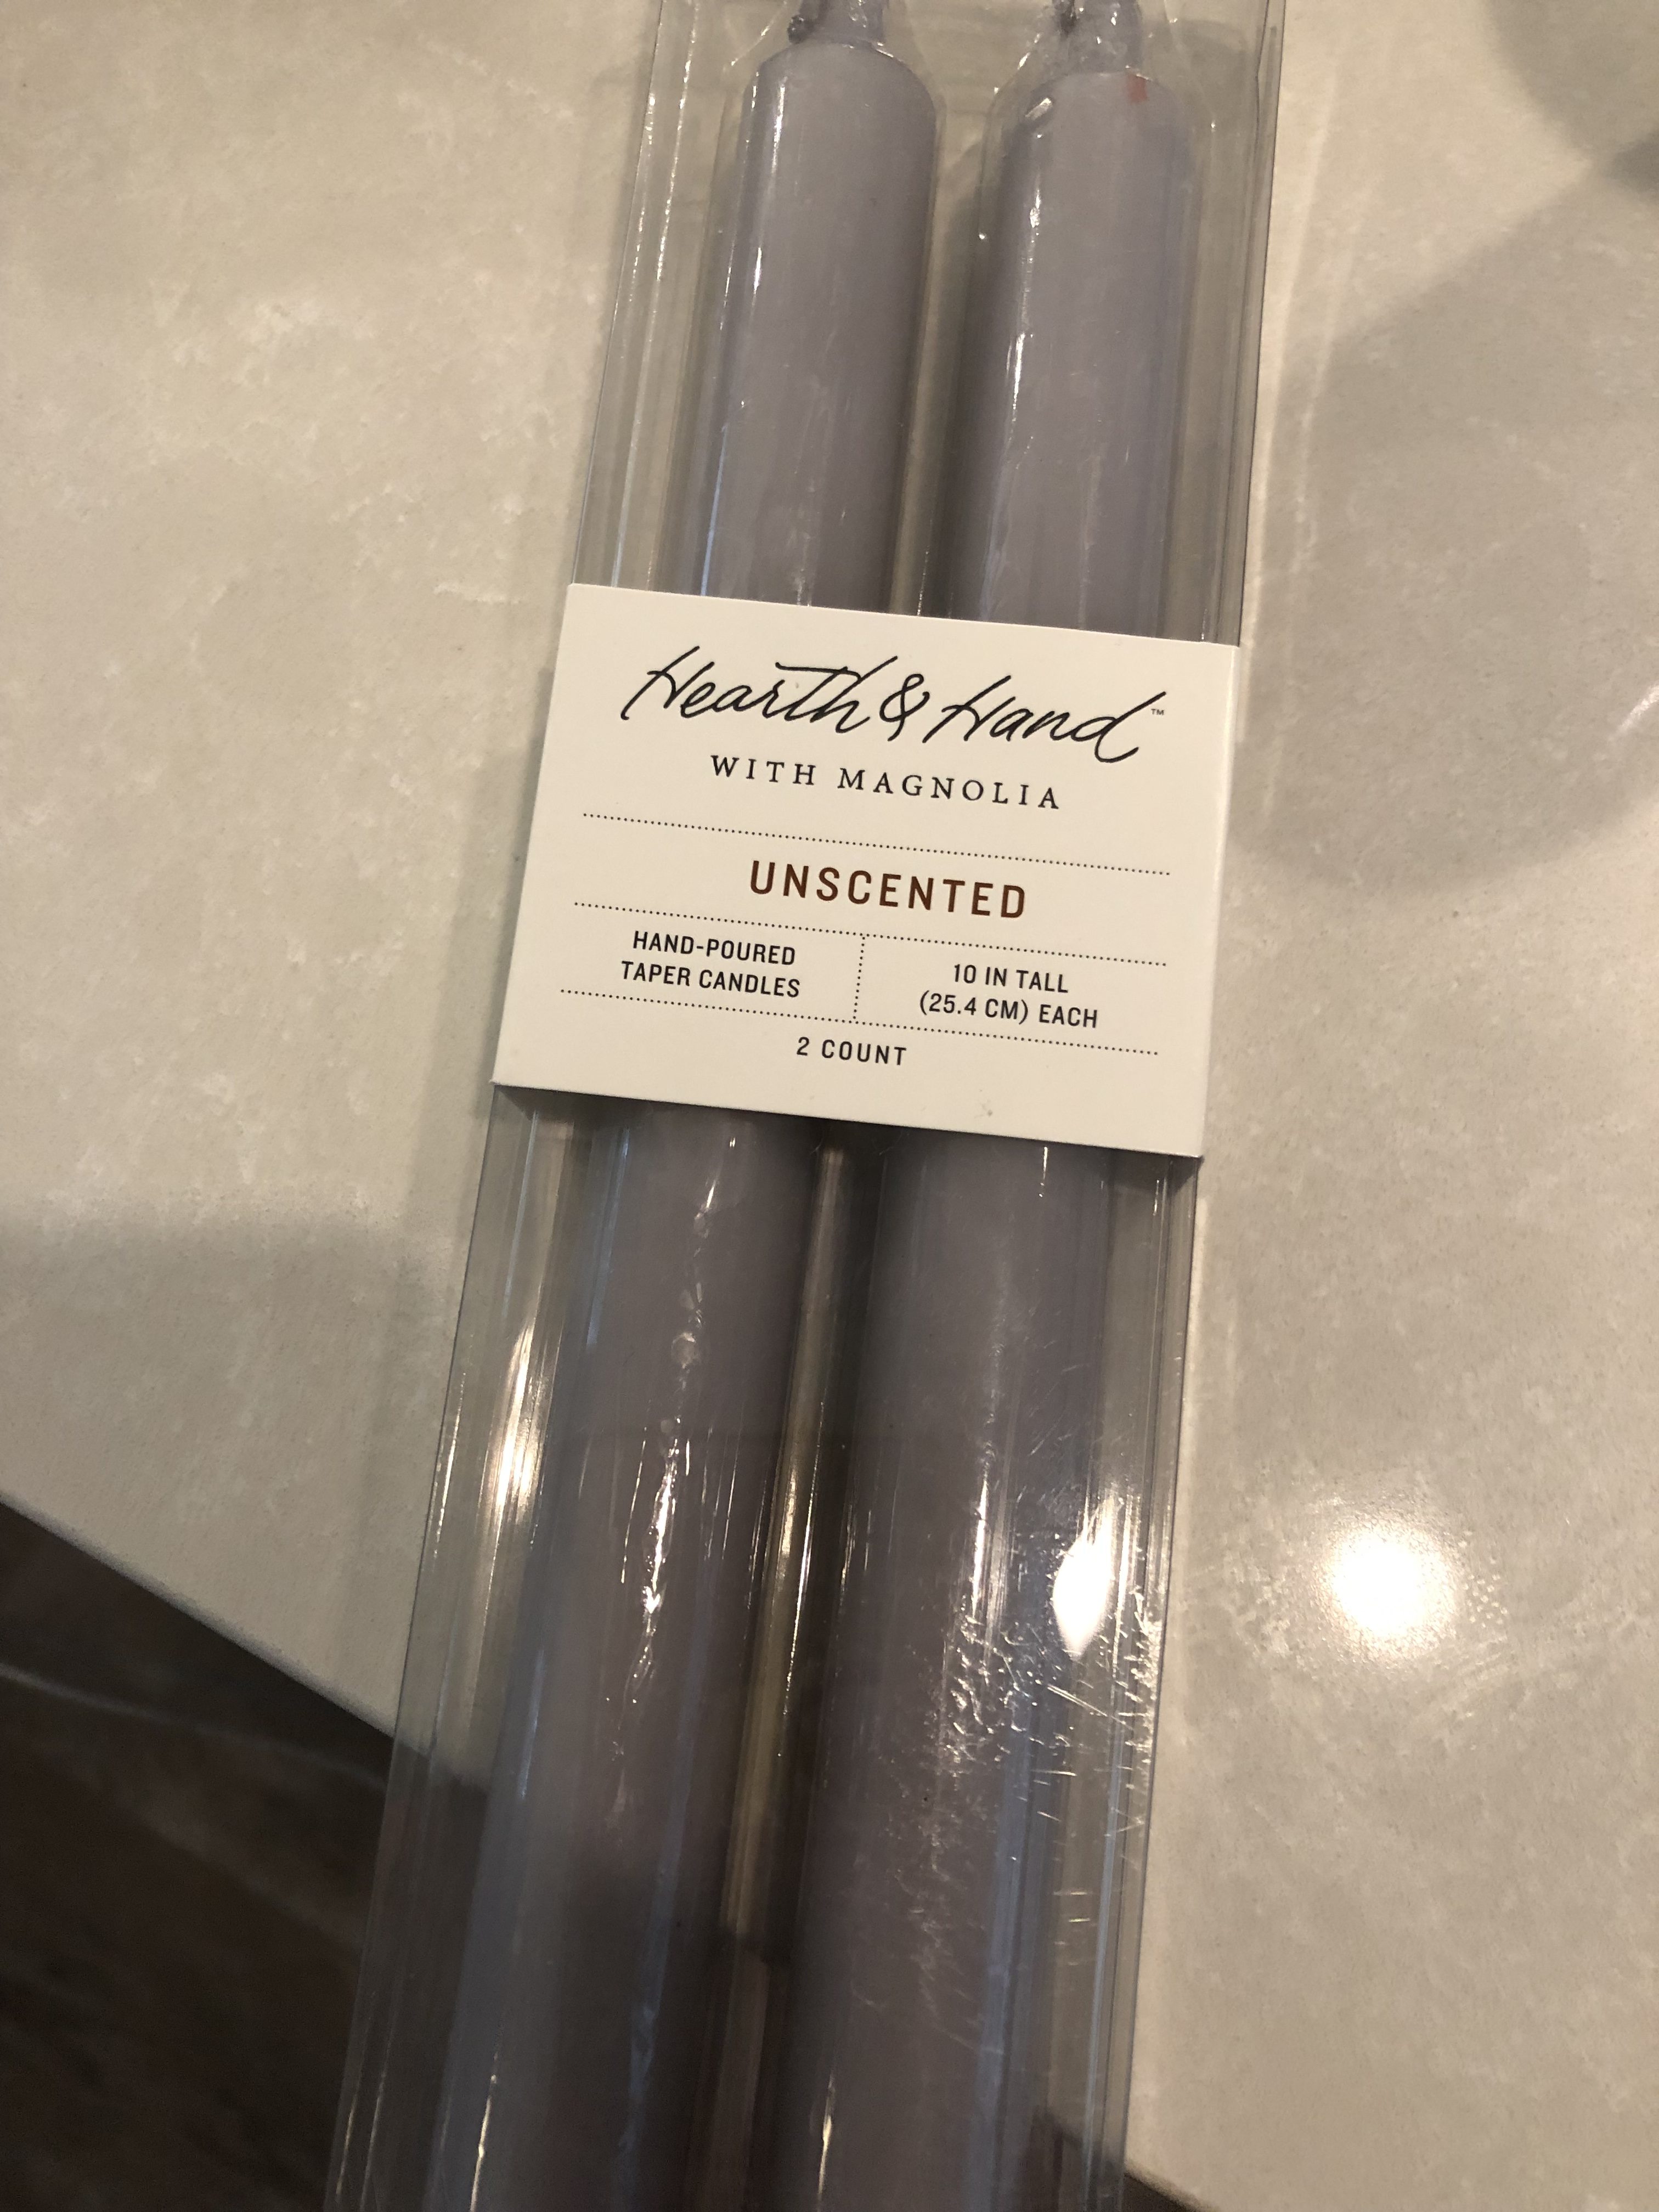 Hearth & Hand™
WITH MAGNOLIA
UNSCENTED
HAND-POURED
TAPER CANDLES
10 IN TALL
(25.4 CM) EACH
2 COUNT